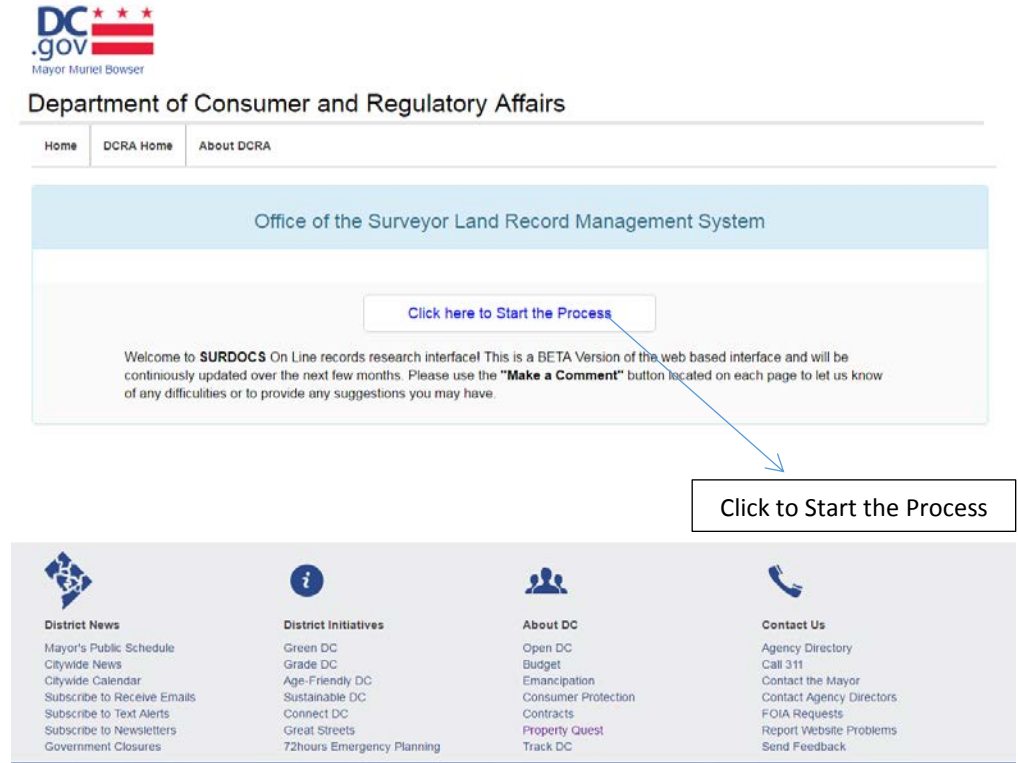 DC
.gov
Mayor Muriel Bowser
Department of Consumer and Regulatory Affairs
Home DCRA Home About DCRA
Office of the Surveyor Land Record Management System
Click here to Start the Process
Welcome to SURDOCS On Line records research interface! This is a BETA Version of the web based interface and will be
continiously updated over the next few months. Please use the "Make a Comment" button located on each page to let us know
of any difficulities or to provide any suggestions you may have.
Click to Start the Process
District News
Mayor's Public Schedule
Citywide News
Citywide Calendar
Subscribe to Receive Emails
Subscribe to Text Alerts
Subscribe to Newsletters
Government Closures
District Initiatives
Green DC
Grade DC
Age-Friendly DC
Sustainable DC
Connect DC
Great Streets
72hours Emergency Planning
About DC
Open DC
Budget
Emancipation
Consumer Protection
Contracts
Property Quest
Track DC
Contact Us
Agency Directory
Call 311
Contact the Mayor
Contact Agency Directors
FOIA Requests
Report Website Problems
Send Feedback